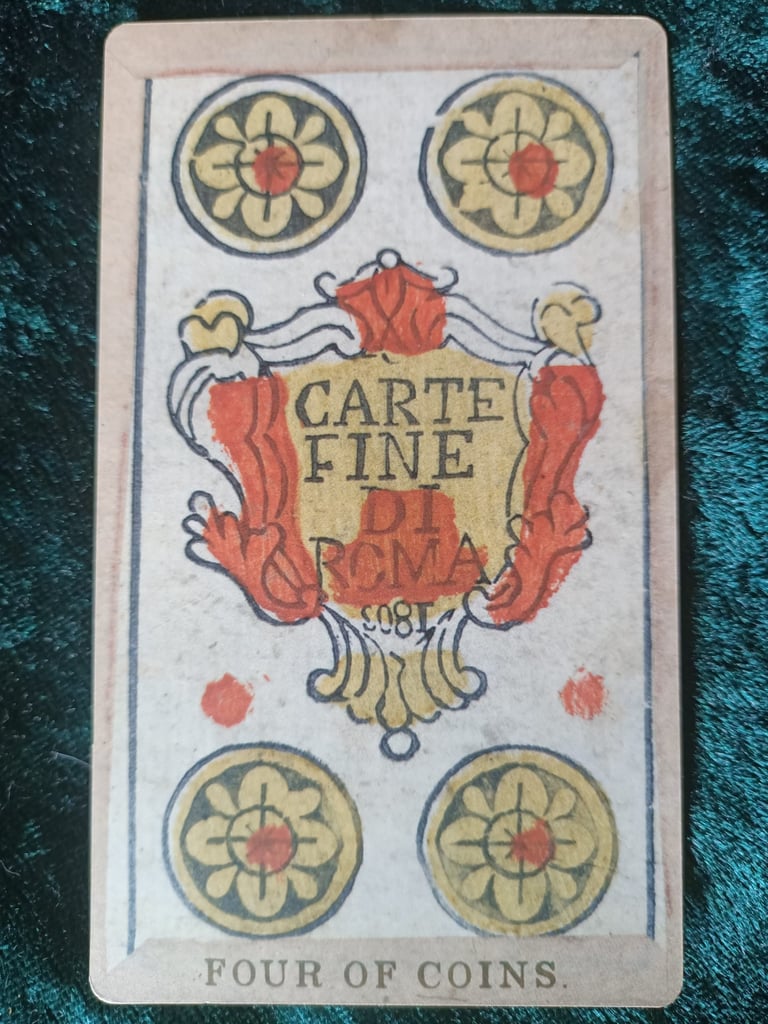 CARTE
FINE
DI
ROMA
1803
FOUR OF COINS.